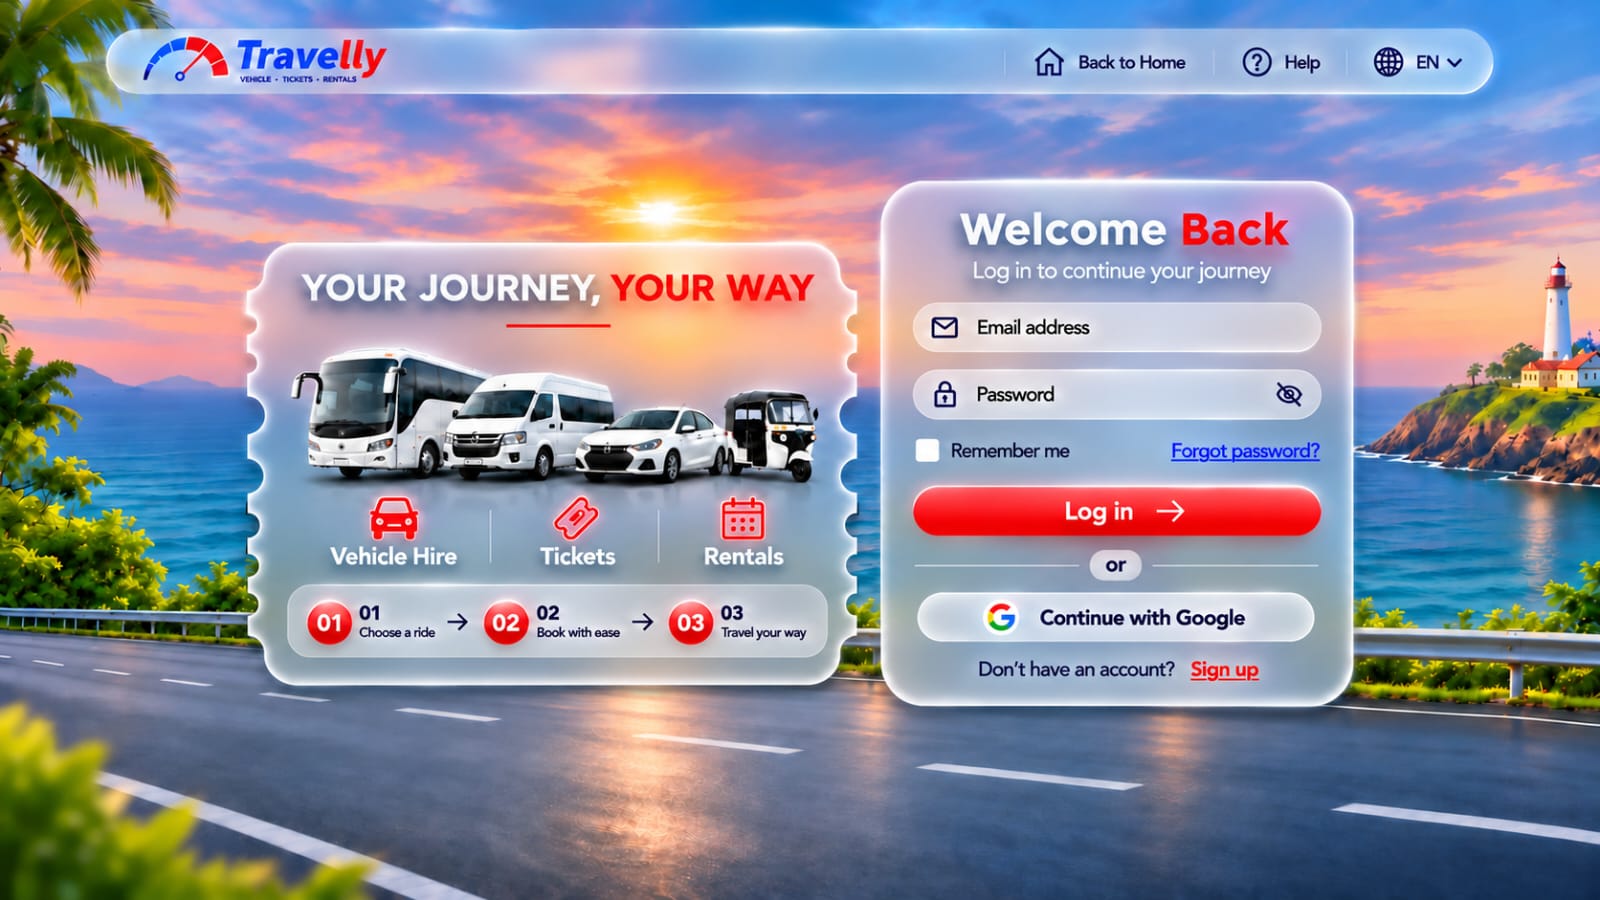 Travelly
VEHICLE • TICKETS • RENTALS
Back to Home
Help
EN
YOUR JOURNEY, YOUR WAY
Vehicle Hire
Tickets
Rentals
01
01
Choose a ride
02
02
Book with ease
03
03
Travel your way
Welcome Back
Log in to continue your journey
Email address
Password
Remember me
Forgot password?
Log in
or
Continue with Google
Don't have an account? Sign up